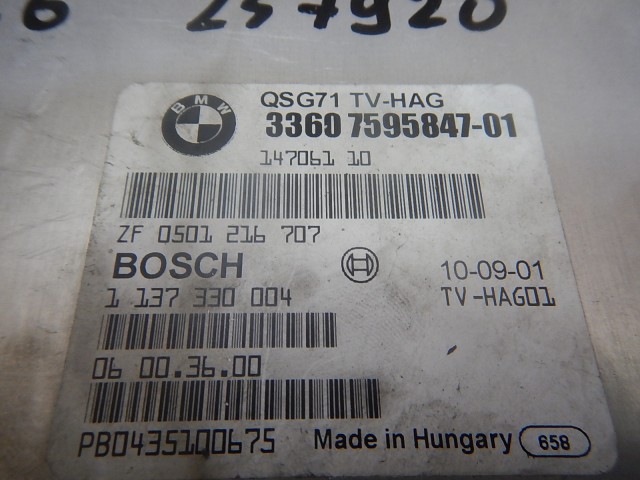 257920
BMW
QSG71 TV-HAG
3360 7595847-01
147061 10
ZF 0501 216 707
BOSCH
10-09-01
1 137 330 004
TV-HAG01
06 00.36.00
PB0435100675
Made in Hungary 658